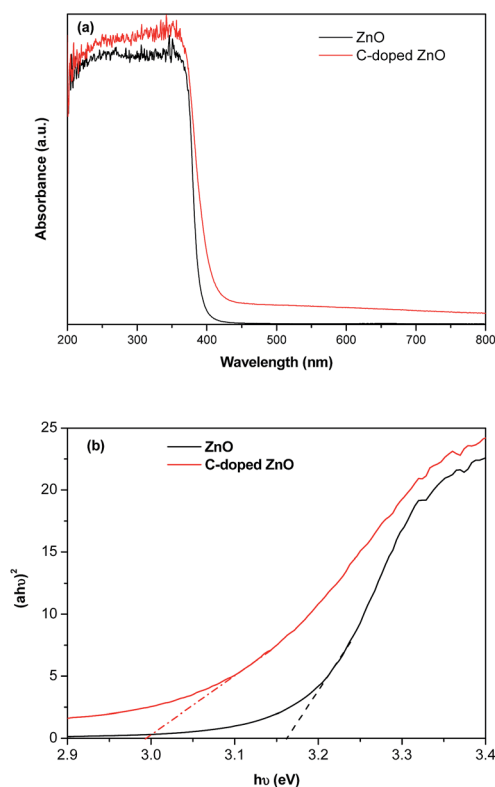 (a)
ZnO
C-doped ZnO
Absorbance (a.u.)
200 300 400 500 600 700 800
Wavelength (nm)
(b)
ZnO
C-doped ZnO
25
20
15
10
5
0
(ahυ)²
2.9 3.0 3.1 3.2 3.3 3.4
hυ (eV)